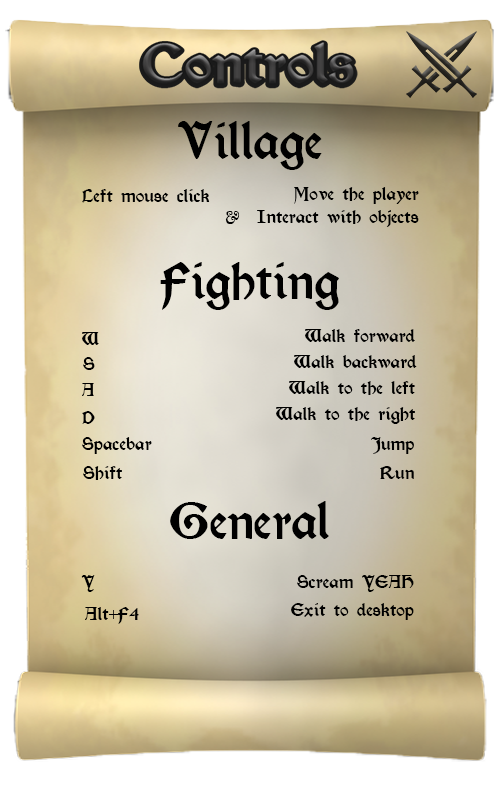 Controls
Village
Left mouse click Move the player
& Interact with objects
Fighting
W Walk forward
S Walk backward
A Walk to the left
D Walk to the right
Spacebar Jump
Shift Run
General
Y Scream YEAH
Alt+F4 Exit to desktop